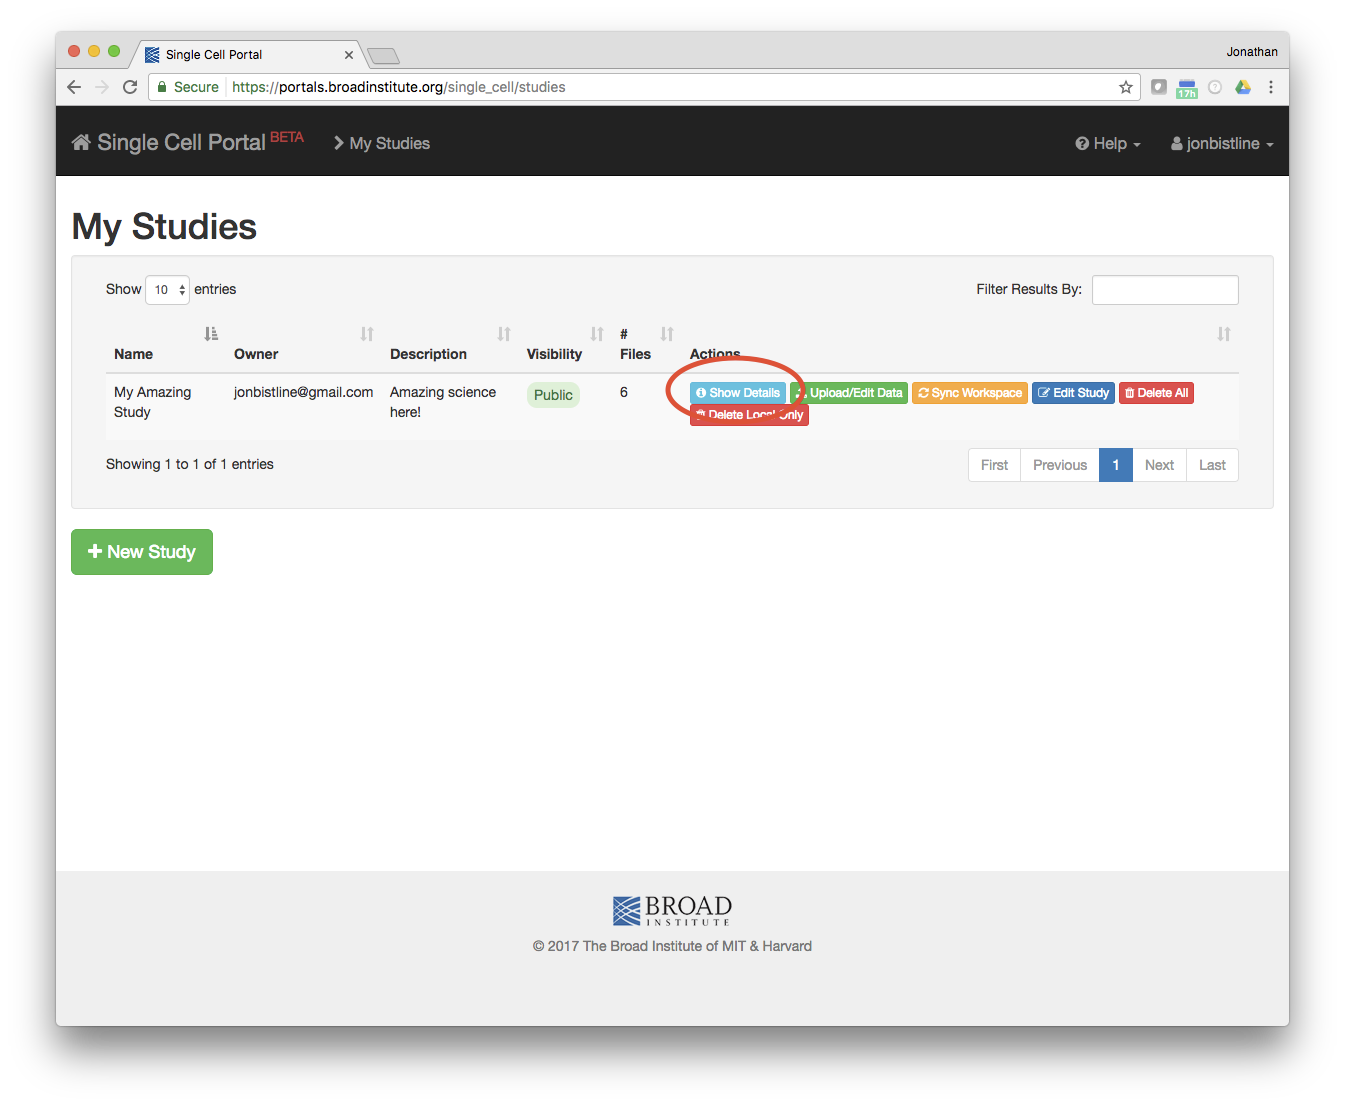 Single Cell Portal
Jonathan
Secure https://portals.broadinstitute.org/single_cell/studies
17h
Single Cell Portal BETA My Studies Help jonbistline
My Studies
Show 10 entries Filter Results By:
Name Owner Description Visibility # Files Actions
My Amazing Study jonbistline@gmail.com Amazing science here! Public 6 Show Details Upload/Edit Data Sync Workspace Edit Study Delete All
Delete Local Only
Showing 1 to 1 of 1 entries First Previous 1 Next Last
New Study
BROAD
INSTITUTE
© 2017 The Broad Institute of MIT & Harvard